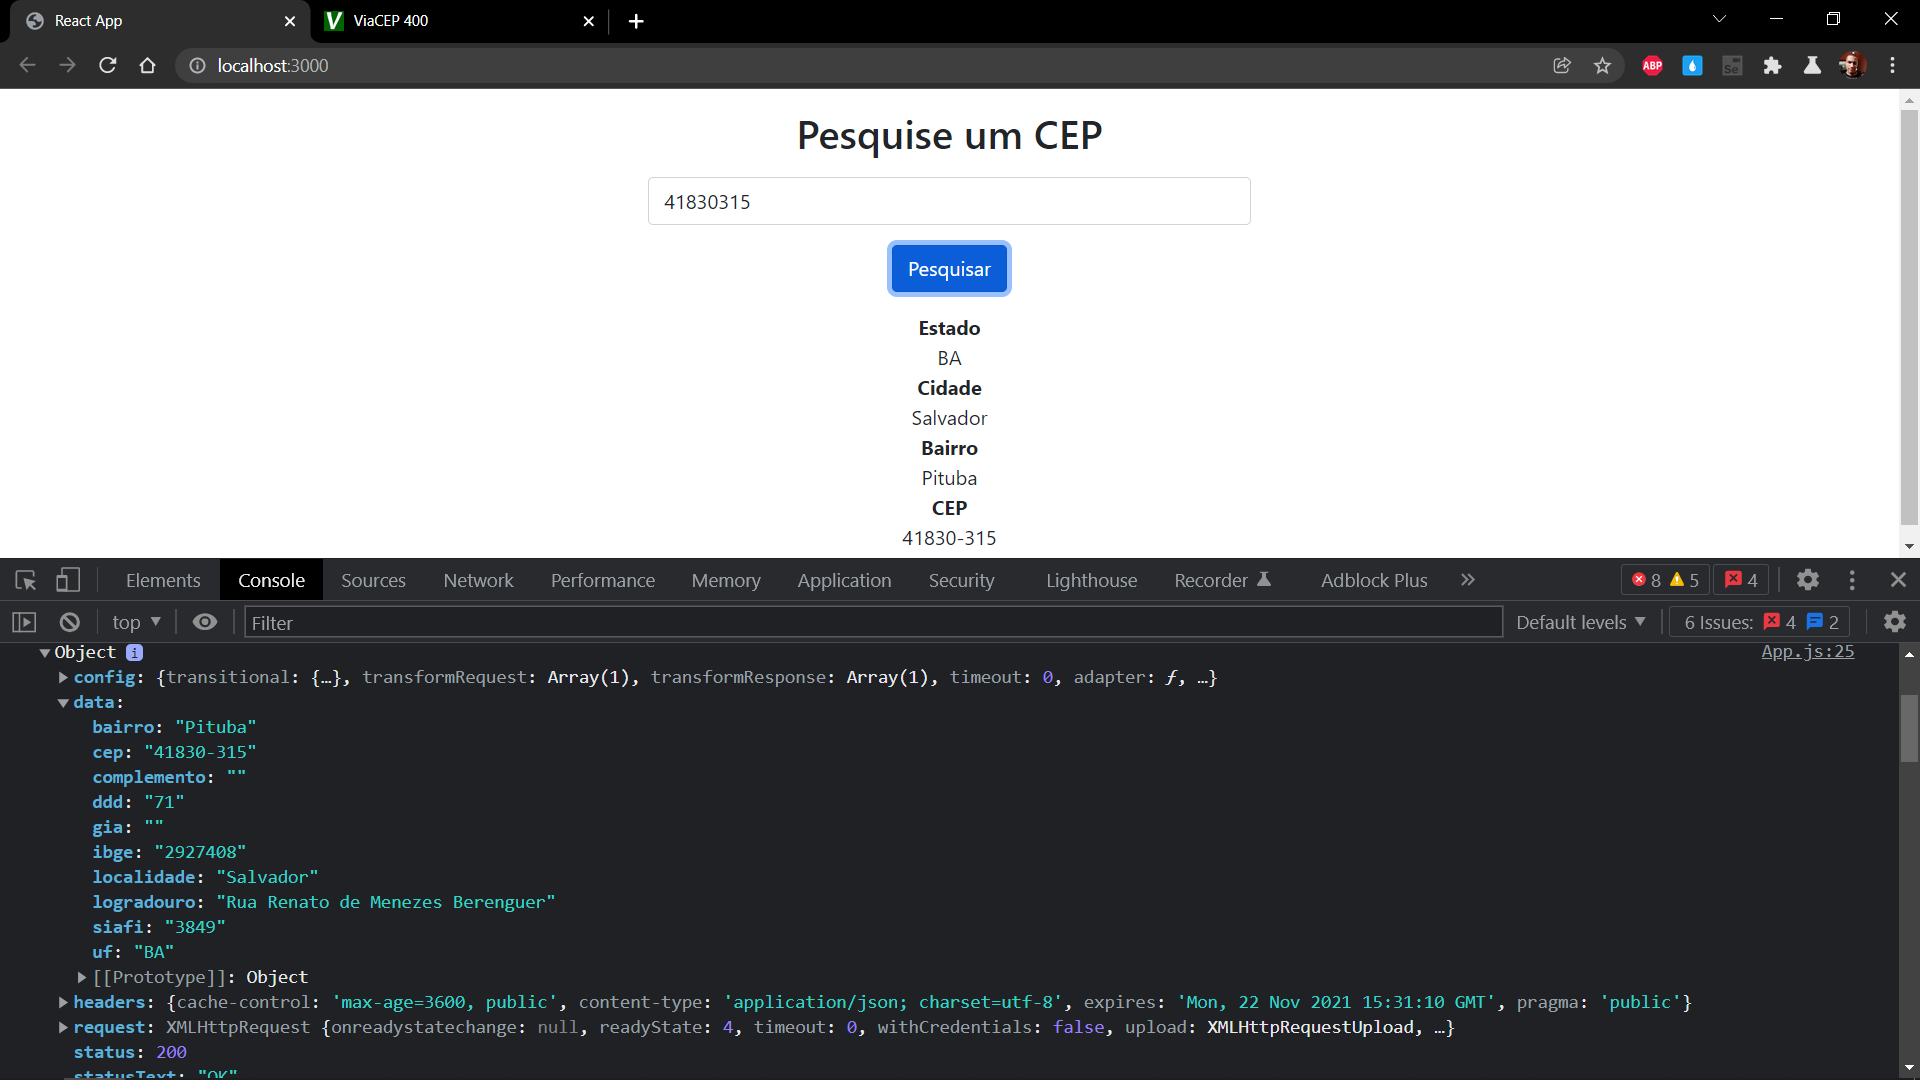 React App
ViaCEP 400
localhost:3000
ABP
Se
Pesquise um CEP
41830315
Pesquisar
Estado
BA
Cidade
Salvador
Bairro
Pituba
CEP
41830-315
Elements Console Sources Network Performance Memory Application Security Lighthouse Recorder Adblock Plus » 8 5 4
top Filter Default levels 6 Issues: 4 2
Object i App.js:25
config: {transitional: {…}, transformRequest: Array(1), transformResponse: Array(1), timeout: 0, adapter: ƒ, …}
data:
bairro: "Pituba"
cep: "41830-315"
complemento: ""
ddd: "71"
gia: ""
ibge: "2927408"
localidade: "Salvador"
logradouro: "Rua Renato de Menezes Berenguer"
siafi: "3849"
uf: "BA"
[[Prototype]]: Object
headers: {cache-control: 'max-age=3600, public', content-type: 'application/json; charset=utf-8', expires: 'Mon, 22 Nov 2021 15:31:10 GMT', pragma: 'public'}
request: XMLHttpRequest {onreadystatechange: null, readyState: 4, timeout: 0, withCredentials: false, upload: XMLHttpRequestUpload, …}
status: 200
statusText: "OK"